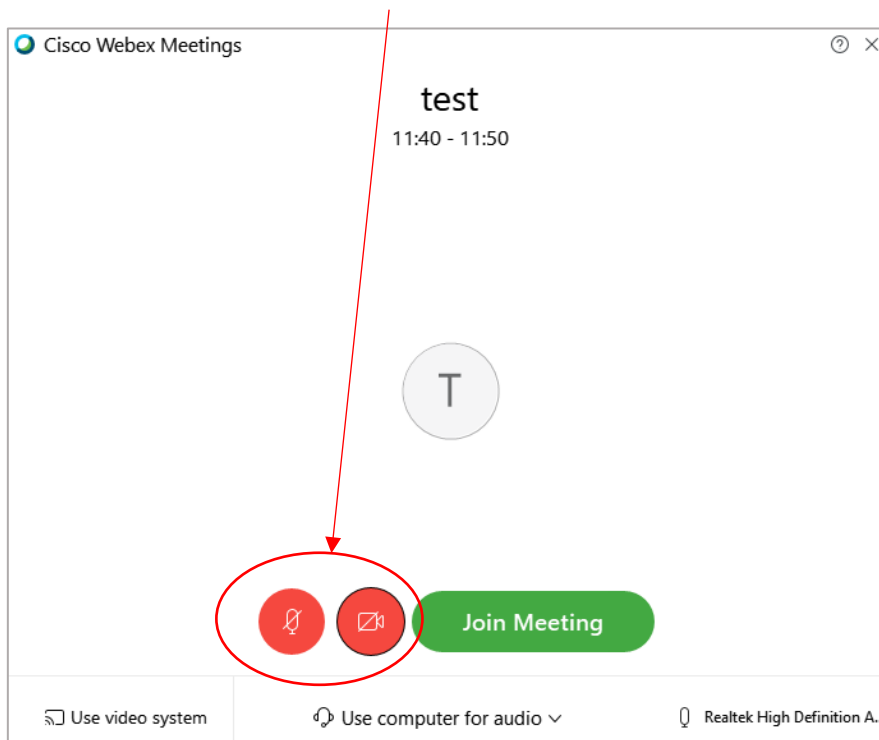 Cisco Webex Meetings
test
11:40 - 11:50
T
Join Meeting
Use video system
Use computer for audio
Realtek High Definition A.